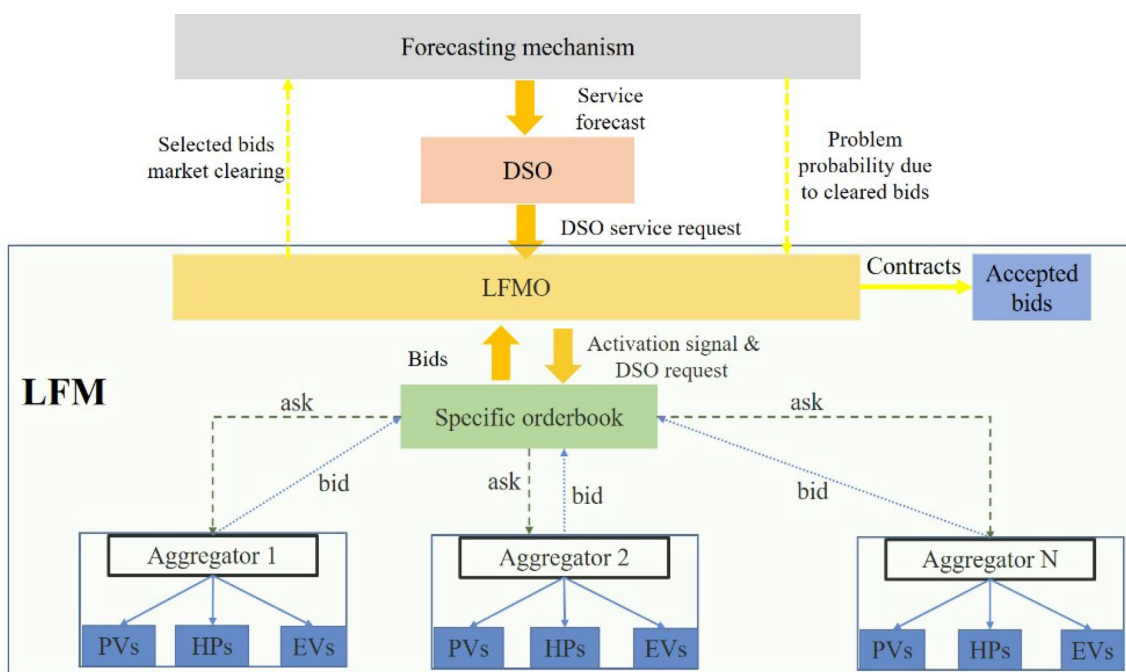 Forecasting mechanism
Service
forecast
Selected bids
market clearing
Problem
probability due
to cleared bids
DSO
DSO service request
LFMO
Contracts
Accepted
bids
Bids
Activation signal &
DSO request
LFM
Specific orderbook
ask
ask
bid
ask
bid
bid
Aggregator 1
Aggregator 2
Aggregator N
PVs
HPs
EVs
PVs
HPs
EVs
PVs
HPs
EVs